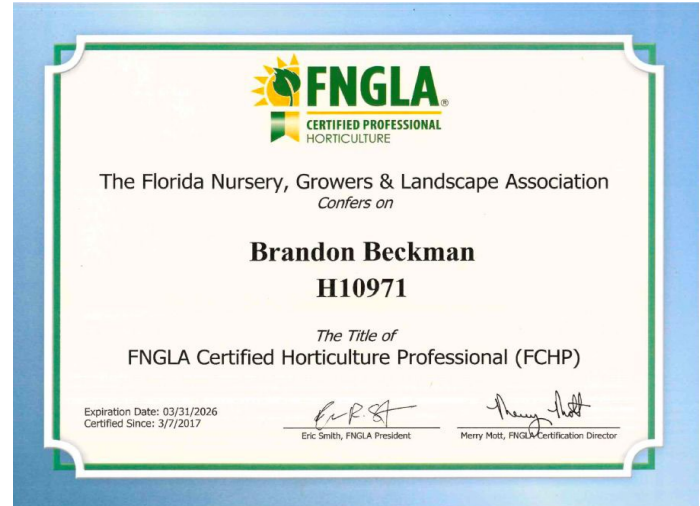 FNGLA®
CERTIFIED PROFESSIONAL
HORTICULTURE
The Florida Nursery, Growers & Landscape Association
Confers on
Brandon Beckman
H10971
The Title of
FNGLA Certified Horticulture Professional (FCHP)
Expiration Date: 03/31/2026
Certified Since: 3/7/2017
Eric Smith, FNGLA President
Merry Mott, FNGLA Certification Director